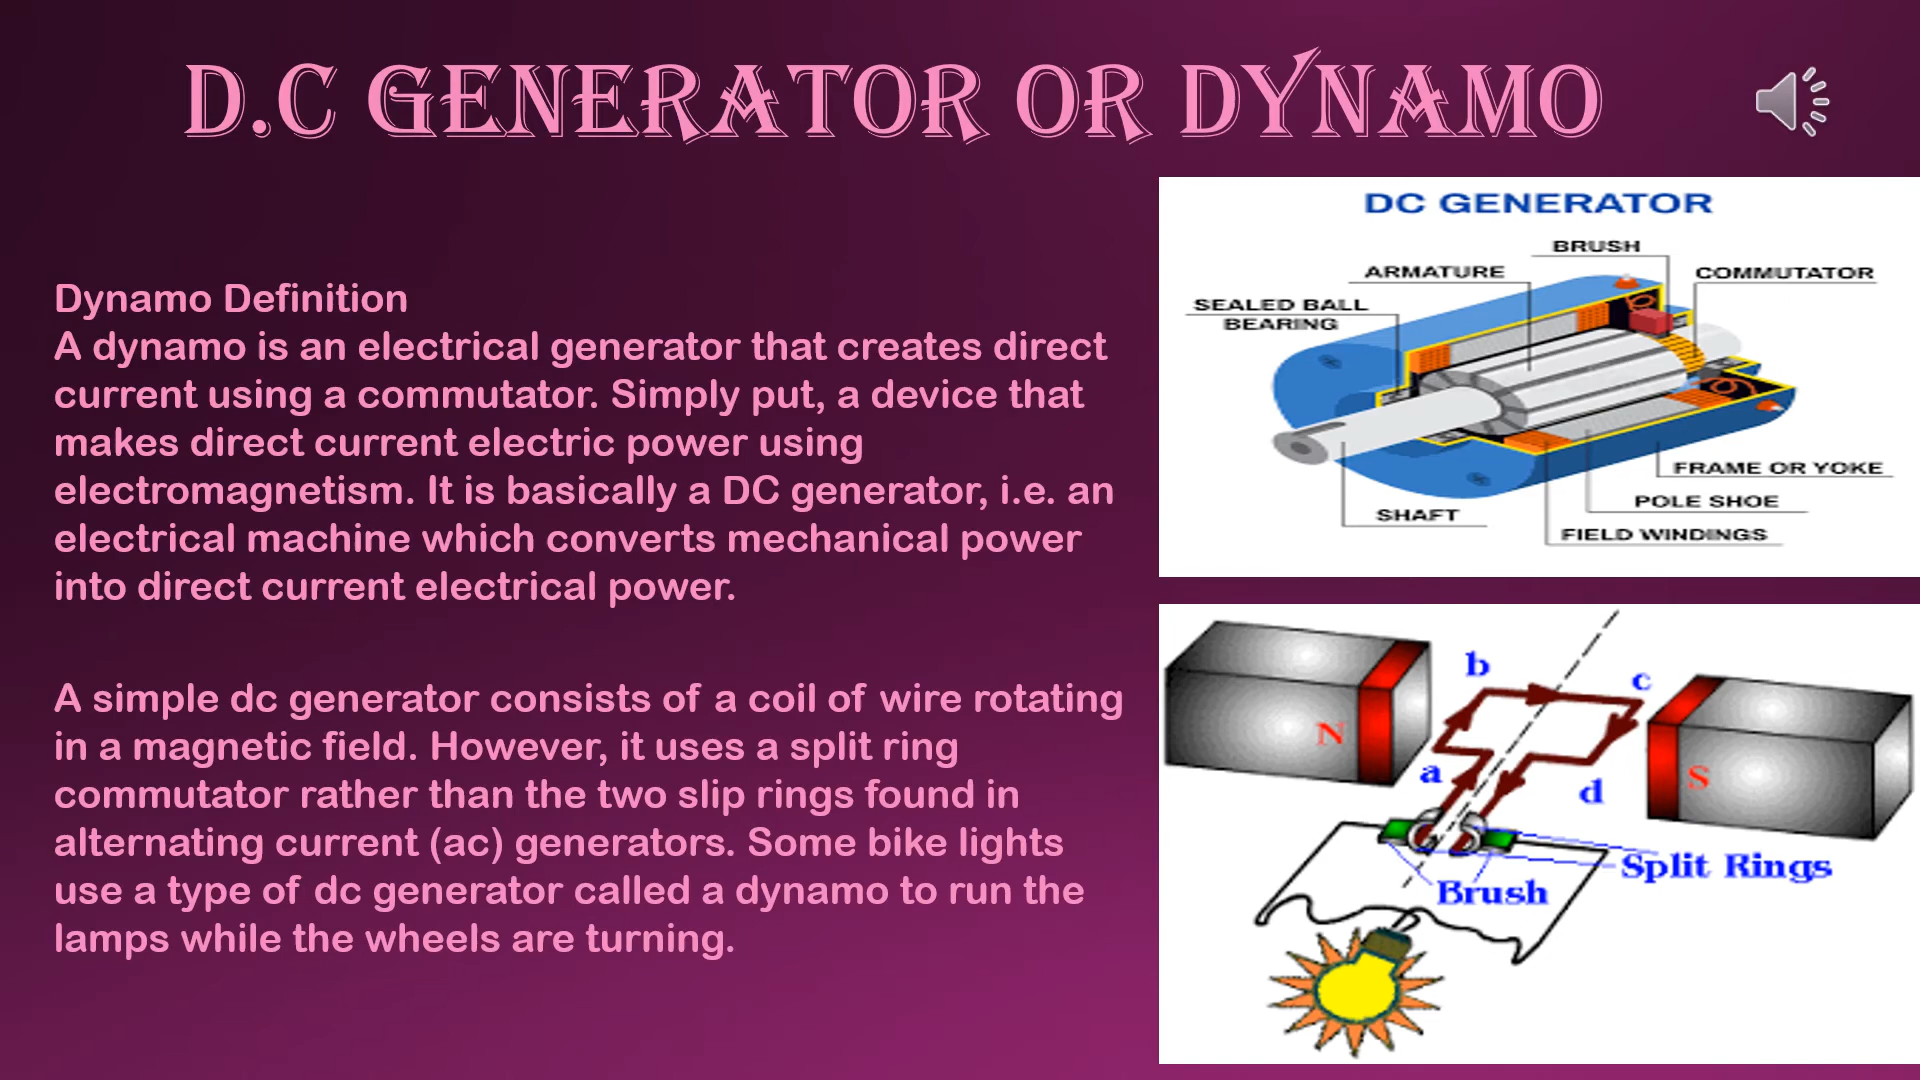 D.C GENERATOR OR DYNAMO
Dynamo Definition
A dynamo is an electrical generator that creates direct
current using a commutator. Simply put, a device that
makes direct current electric power using
electromagnetism. It is basically a DC generator, i.e. an
electrical machine which converts mechanical power
into direct current electrical power.
A simple dc generator consists of a coil of wire rotating
in a magnetic field. However, it uses a split ring
commutator rather than the two slip rings found in
alternating current (ac) generators. Some bike lights
use a type of dc generator called a dynamo to run the
lamps while the wheels are turning.
DC GENERATOR
BRUSH
ARMATURE
COMMUTATOR
SEALED BALL
BEARING
FRAME OR YOKE
POLE SHOE
SHAFT
FIELD WINDINGS
b
c
N
a
S
d
Split Rings
Brush